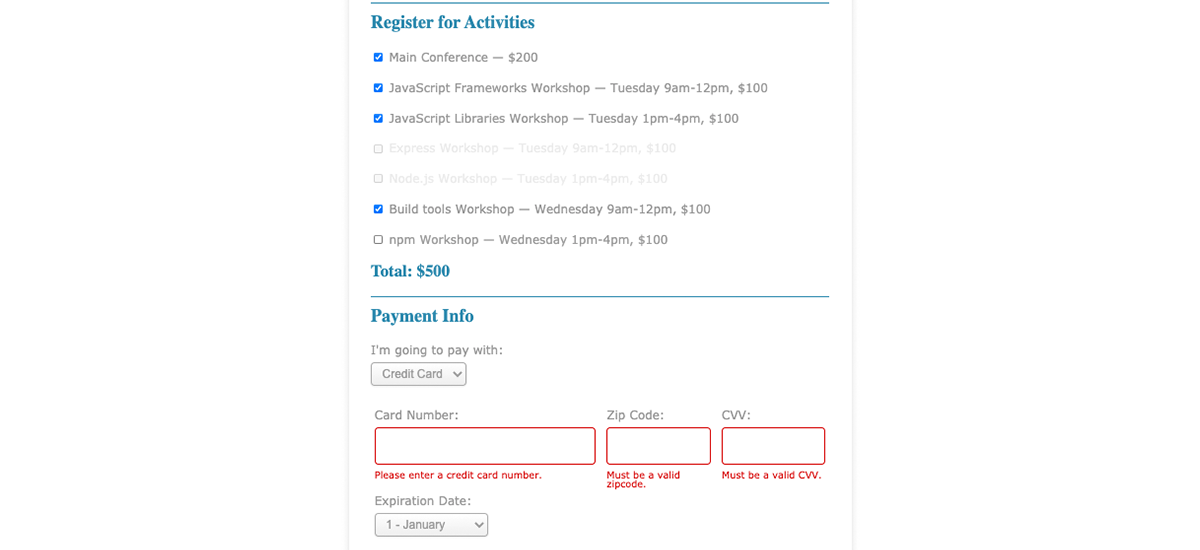 Register for Activities
Main Conference — $200
JavaScript Frameworks Workshop — Tuesday 9am-12pm, $100
JavaScript Libraries Workshop — Tuesday 1pm-4pm, $100
Express Workshop — Tuesday 9am-12pm, $100
Node.js Workshop — Tuesday 1pm-4pm, $100
Build tools Workshop — Wednesday 9am-12pm, $100
npm Workshop — Wednesday 1pm-4pm, $100
Total: $500
Payment Info
I'm going to pay with:
Credit Card
Card Number: Zip Code: CVV:
Please enter a credit card number. Must be a valid Must be a valid CVV.
zipcode.
Expiration Date:
1 - January